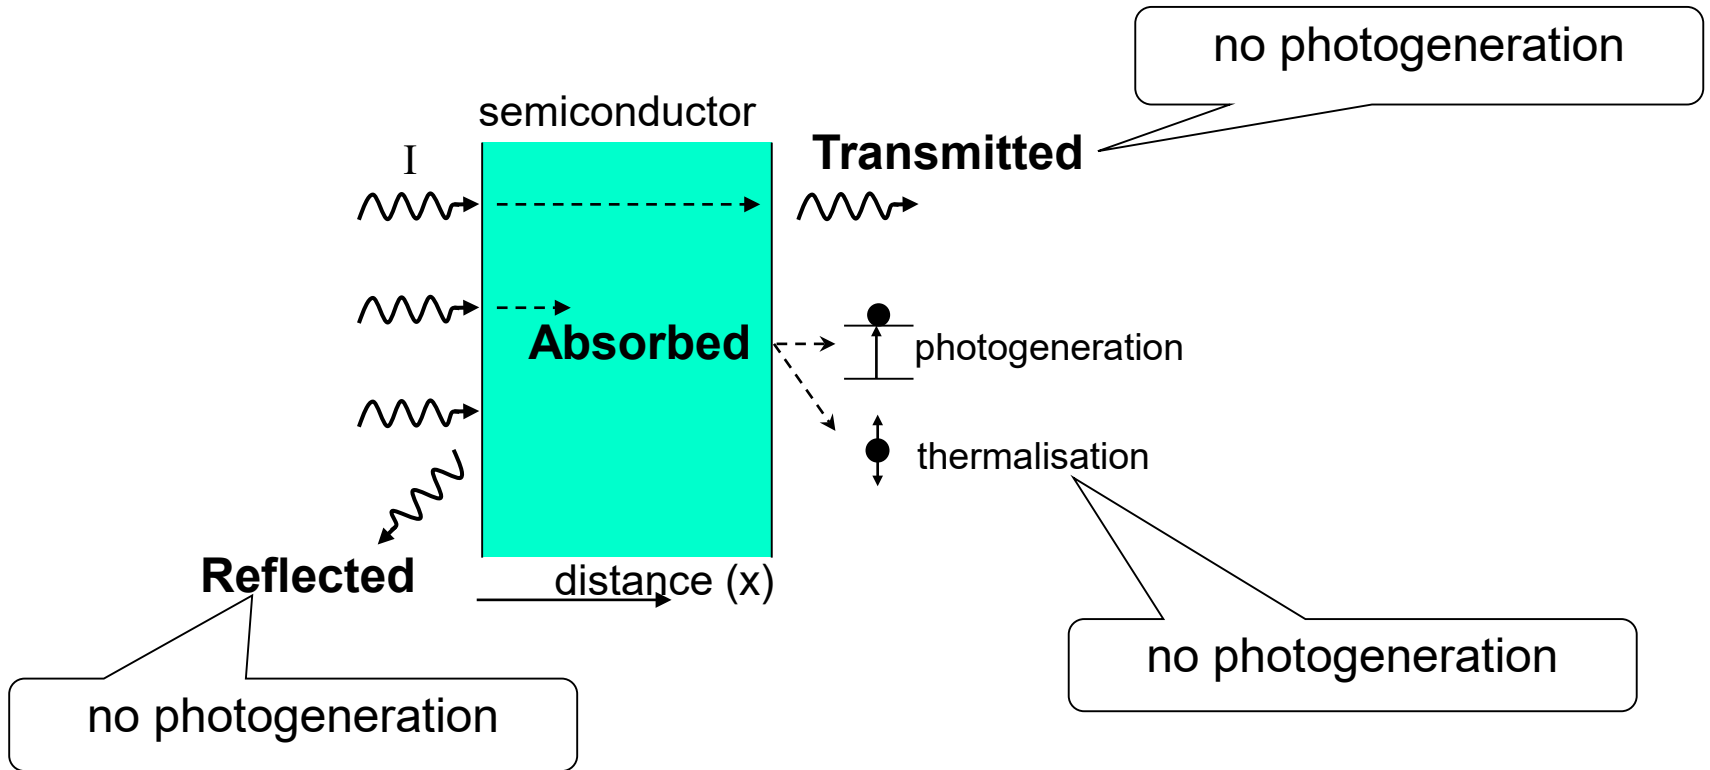 no photogeneration
semiconductor
I
Transmitted
Absorbed
photogeneration
thermalisation
Reflected
distance (x)
no photogeneration
no photogeneration